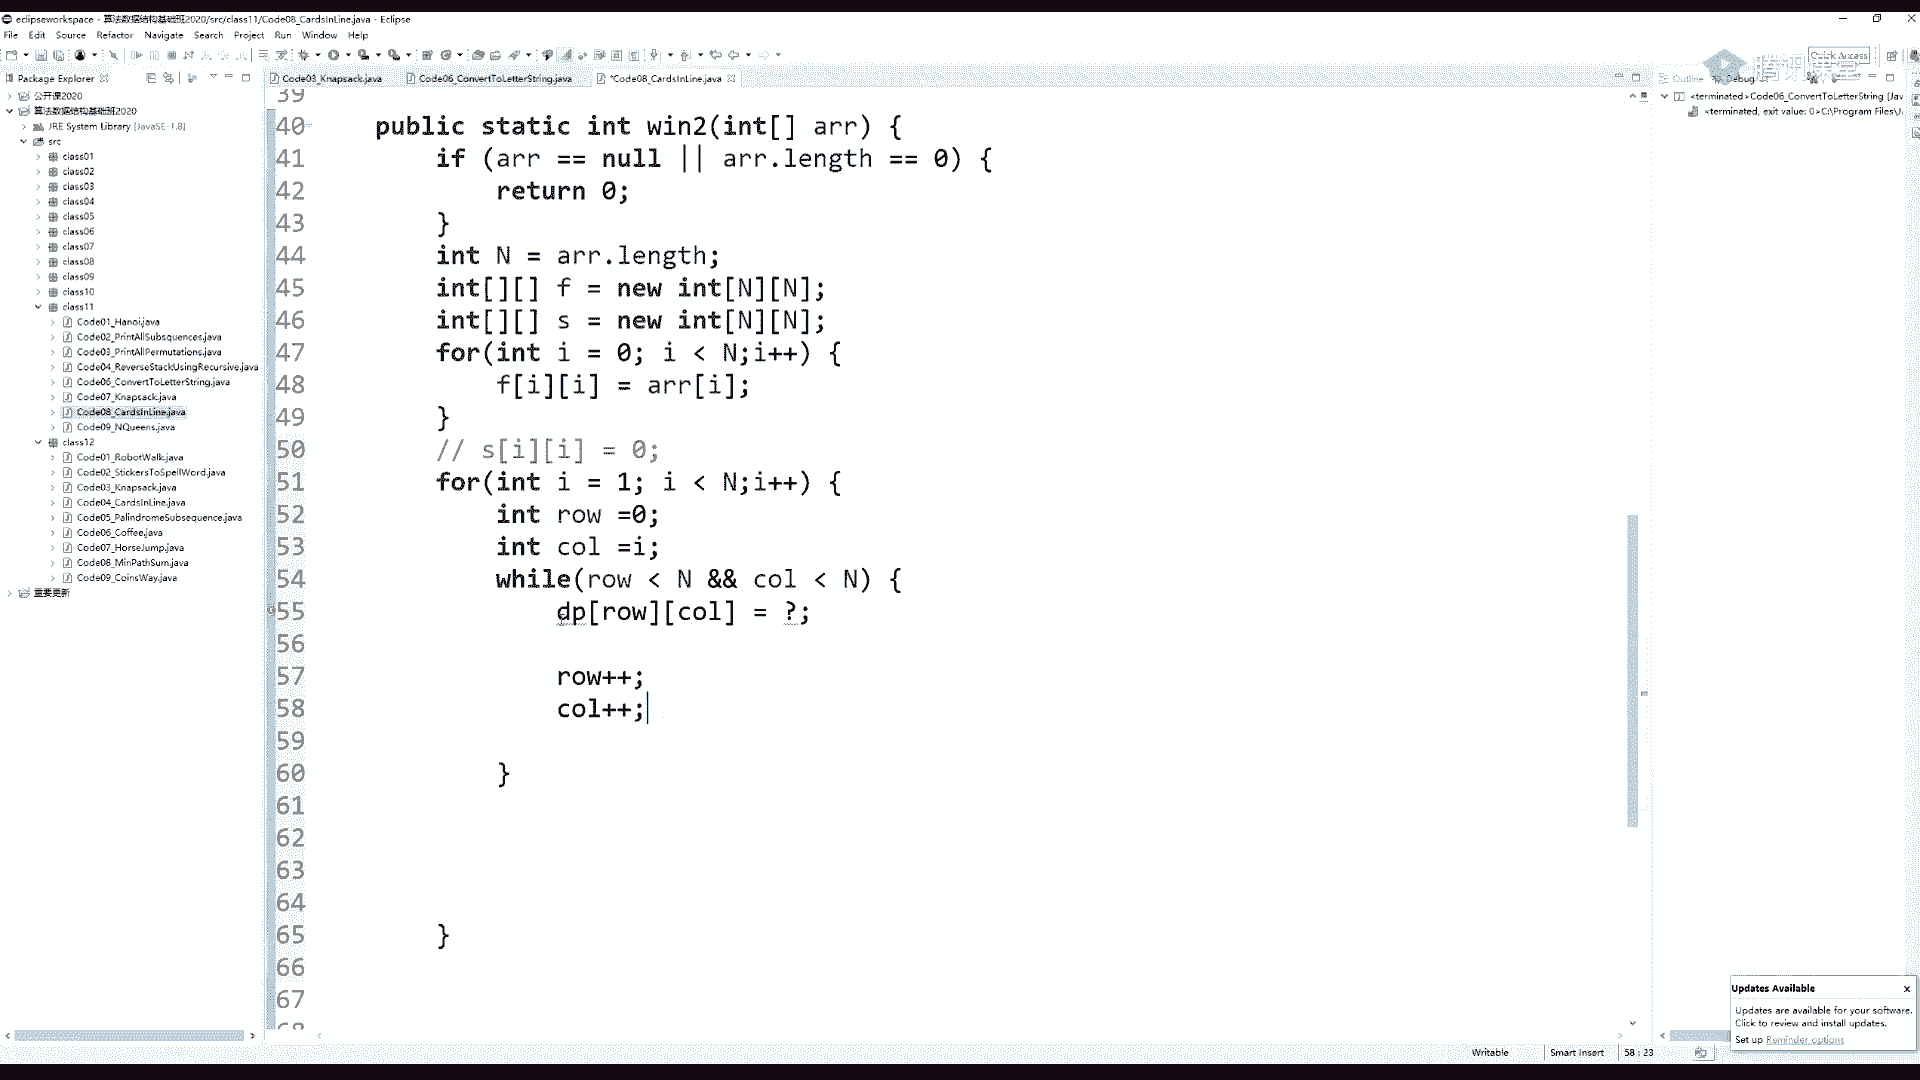 eclipseworkspace - 算法数据结构基础班2020/src/class11/Code08_CardsInLine.java - Eclipse
File Edit Source Refactor Navigate Search Project Run Window Help
Quick Access
腾讯课堂
Package Explorer
Code03_Knapsack.java
Code06_ConvertToLetterString.java
*Code08_CardsInLine.java
Outline
Debug
公开课2020
算法数据结构基础班2020
JRE System Library [JavaSE-1.8]
src
class01
class02
class03
class04
class05
class06
class07
class08
class09
class10
class11
Code01_Hanoi.java
Code02_PrintAllSubsquences.java
Code03_PrintAllPermutations.java
Code04_ReverseStackUsingRecursive.java
Code06_ConvertToLetterString.java
Code07_Knapsack.java
Code08_CardsInLine.java
Code09_NQueens.java
class12
Code01_RobotWalk.java
Code02_StickersToSpellWord.java
Code03_Knapsack.java
Code04_CardsInLine.java
Code05_PalindromeSubsequence.java
Code06_Coffee.java
Code07_HorseJump.java
Code08_MinPathSum.java
Code09_CoinsWay.java
重要更新
39
40 public static int win2(int[] arr) {
41 if (arr == null || arr.length == 0) {
42 return 0;
43 }
44 int N = arr.length;
45 int[][] f = new int[N][N];
46 int[][] s = new int[N][N];
47 for(int i = 0; i < N;i++) {
48 f[i][i] = arr[i];
49 }
50 // s[i][i] = 0;
51 for(int i = 1; i < N;i++) {
52 int row =0;
53 int col =i;
54 while(row < N && col < N) {
55 dp[row][col] = ?;
56
57 row++;
58 col++;
59
60 }
61
62
63
64
65 }
66
67
68
<terminated>Code06_ConvertToLetterString [Jav
<terminated, exit value: 0>C:\Program Files\J
Updates Available
Updates are available for your software.
Click to review and install updates.
Set up Reminder options
Writable
Smart Insert
58 : 23